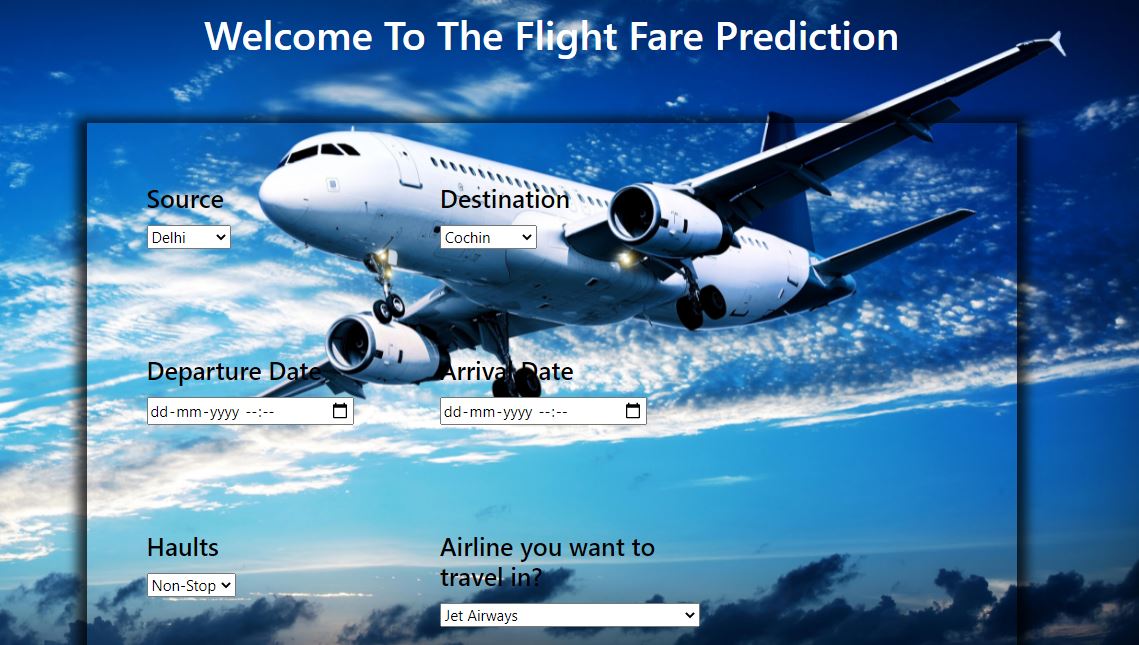 Welcome To The Flight Fare Prediction
Source Destination
Delhi Cochin
Departure Date Arrival Date
dd-mm-yyyy --:-- dd-mm-yyyy --:--
Haults Airline you want to
travel in?
Non-Stop
Jet Airways